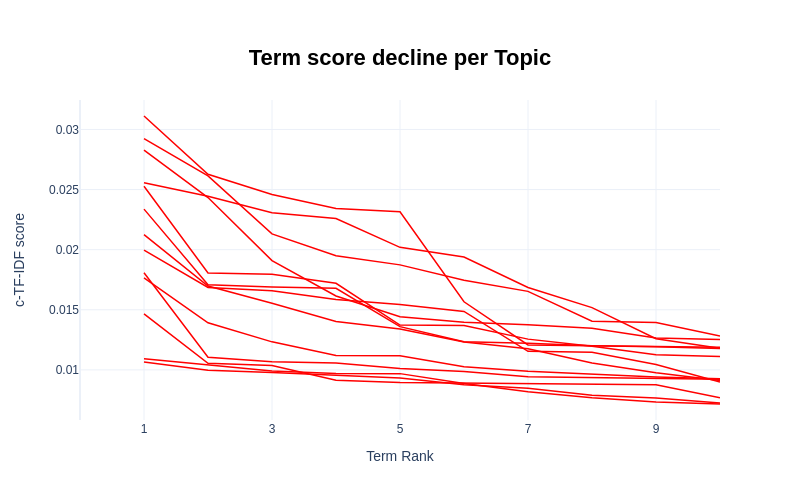 Term score decline per Topic
0.03
0.025
0.02
0.015
0.01
c-TF-IDF score
1 3 5 7 9
Term Rank